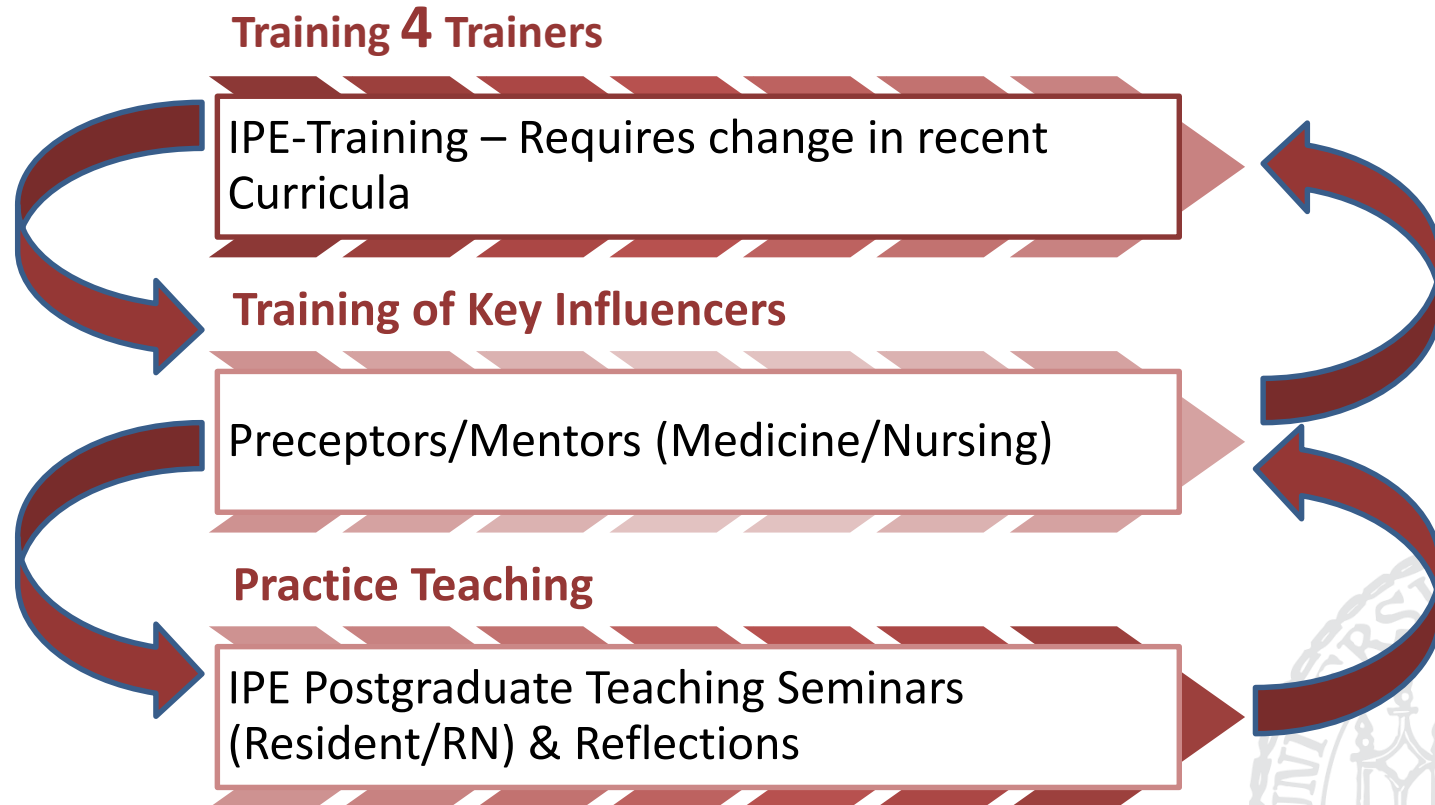 Training 4 Trainers
IPE-Training – Requires change in recent
Curricula
Training of Key Influencers
Preceptors/Mentors (Medicine/Nursing)
Practice Teaching
IPE Postgraduate Teaching Seminars
(Resident/RN) & Reflections